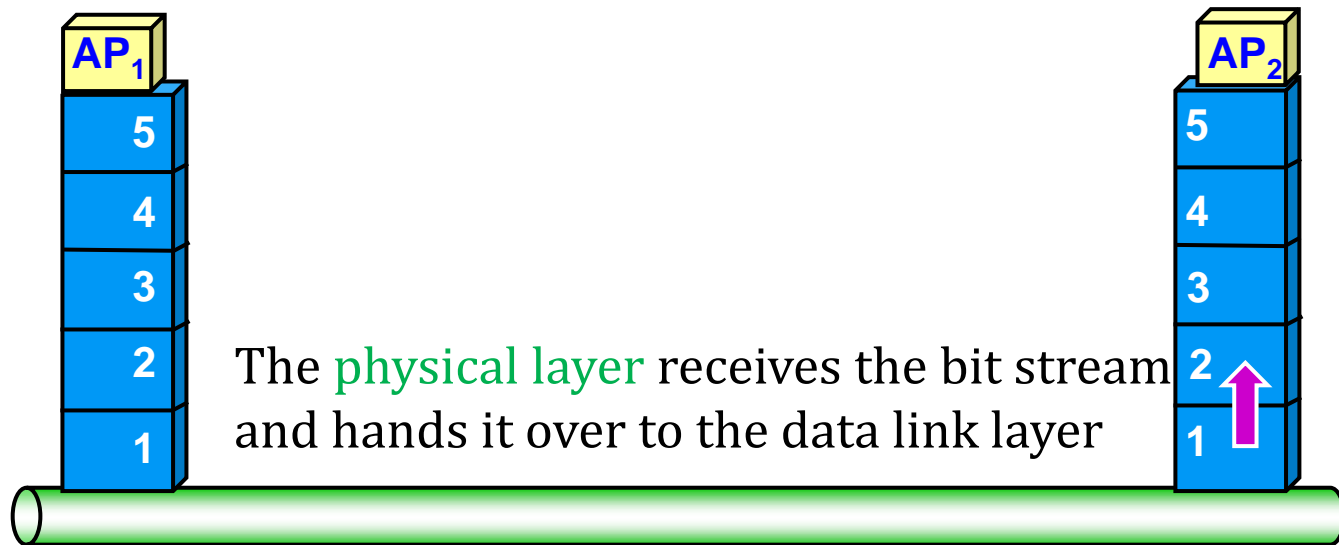 AP₁
5
4
3
2
1
The physical layer receives the bit stream
and hands it over to the data link layer
AP₂
5
4
3
2
1